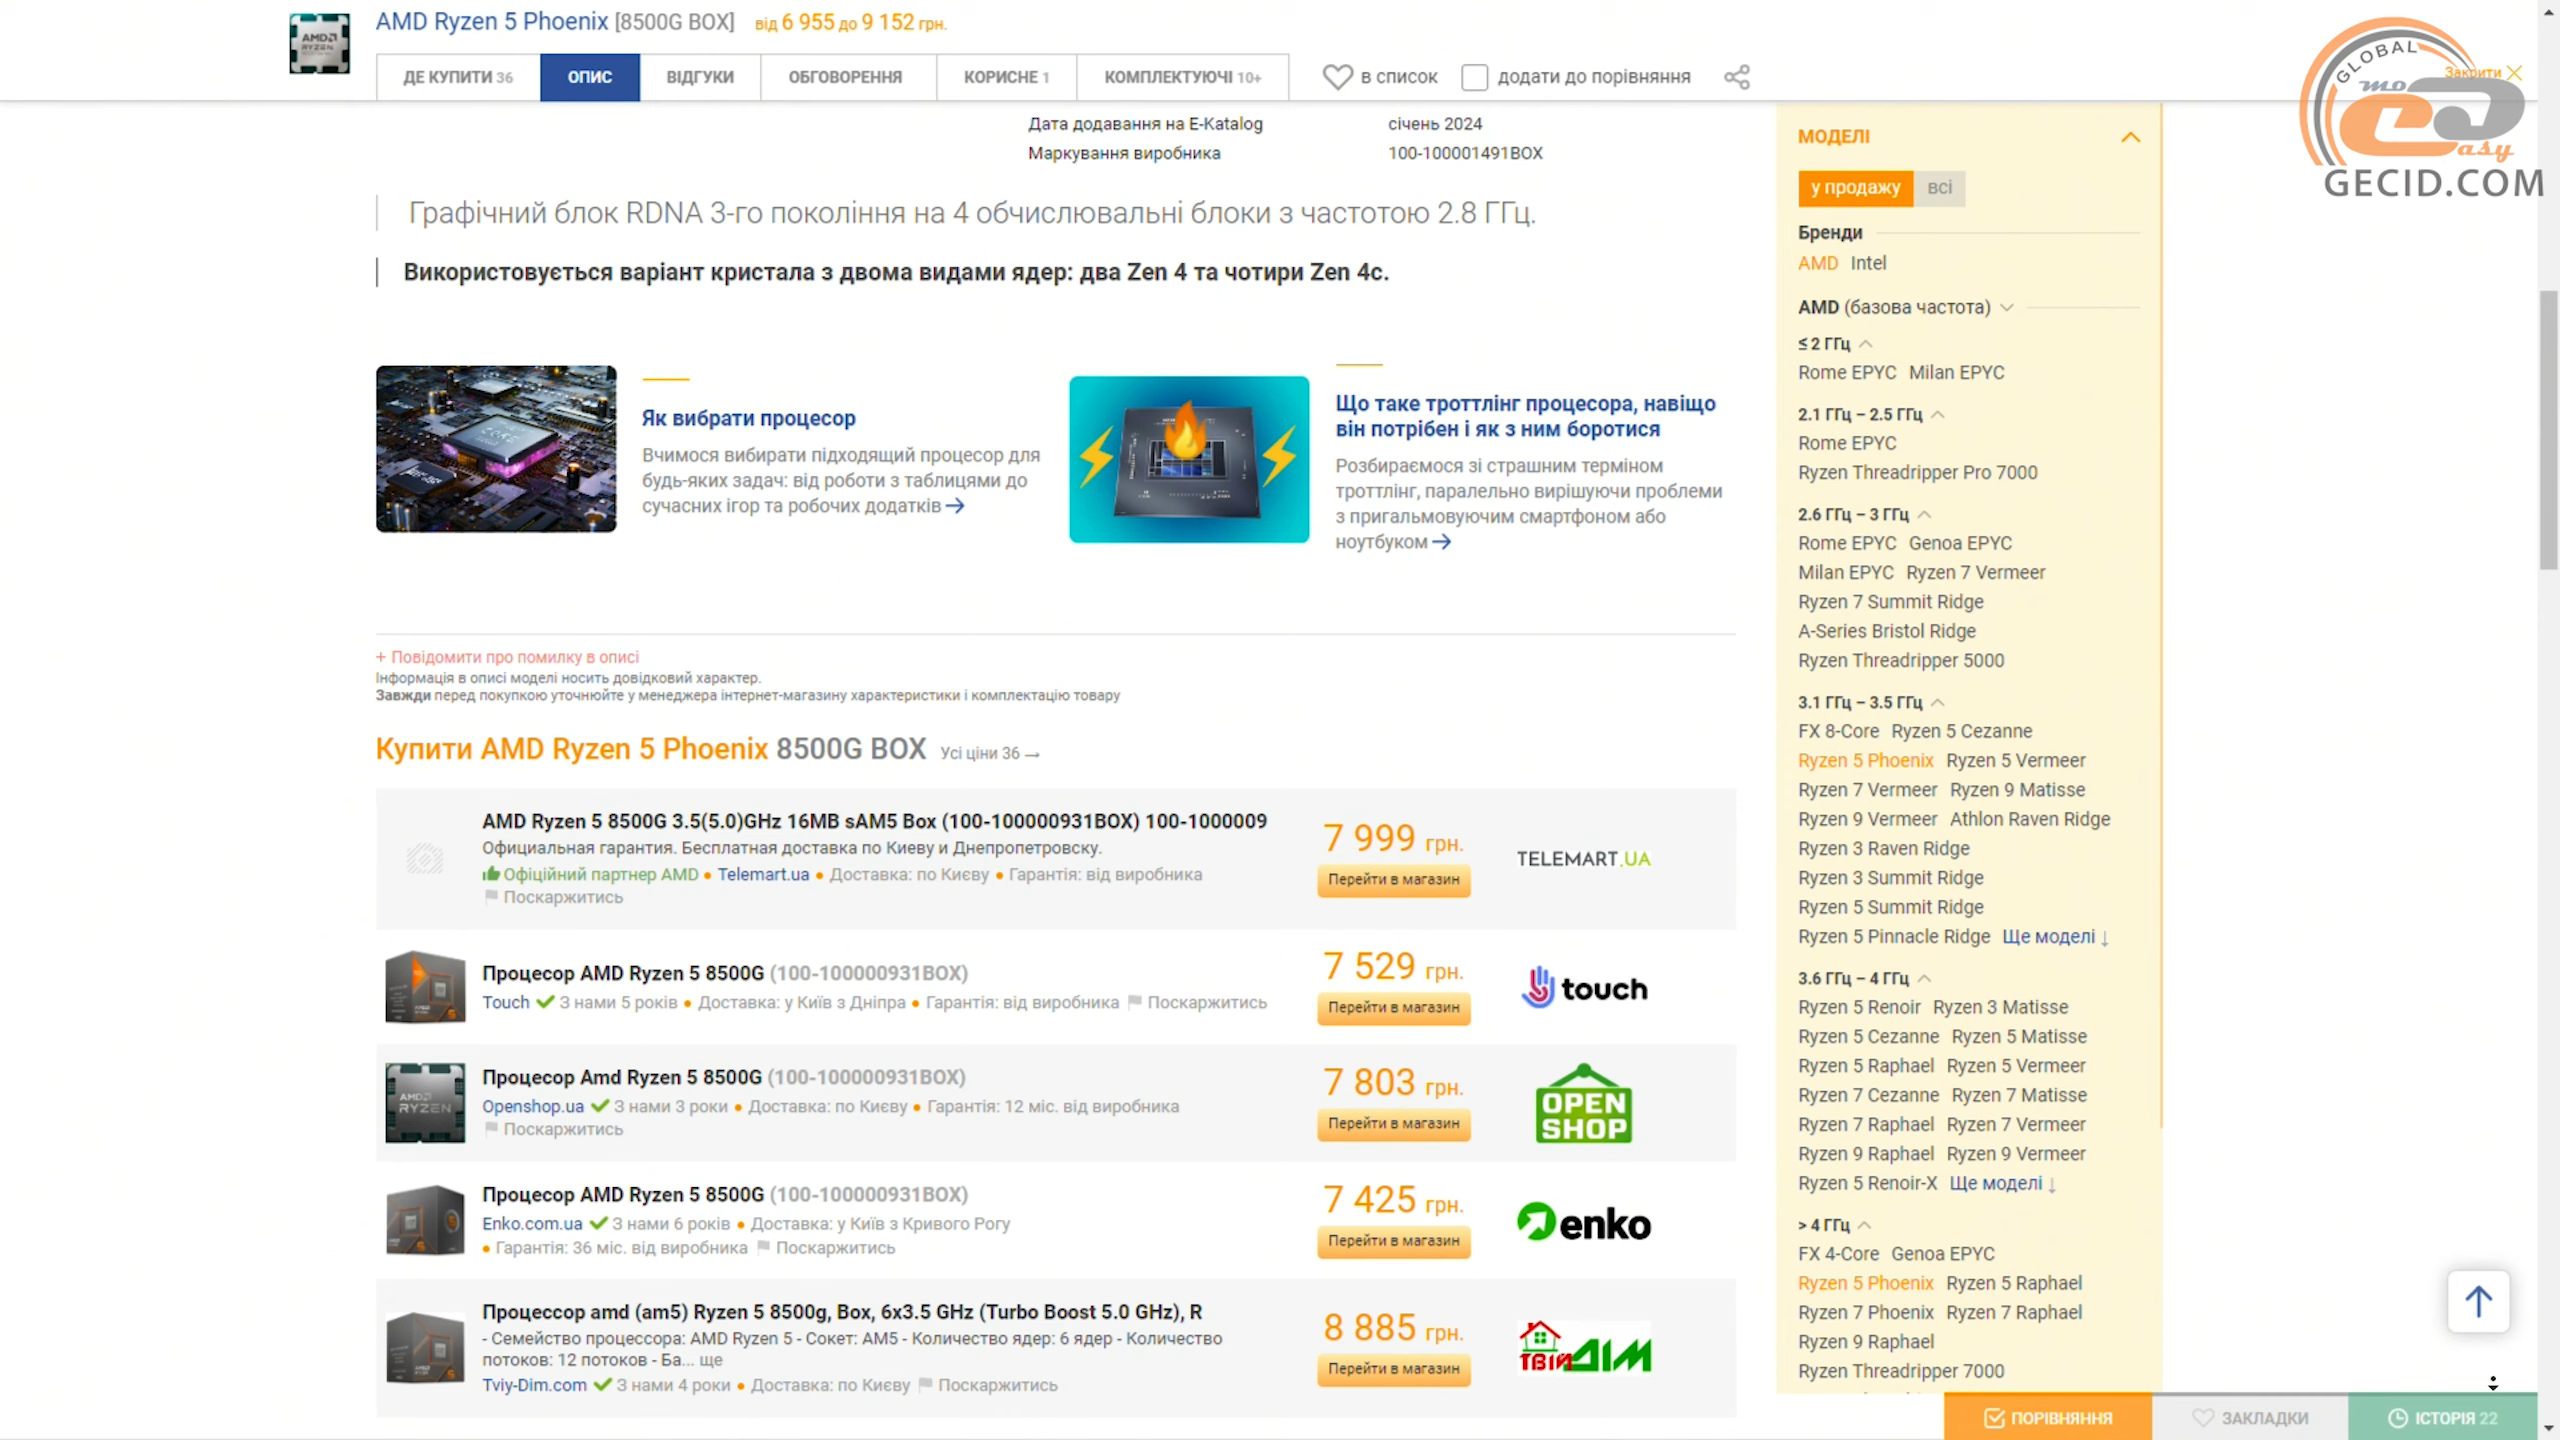 AMD Ryzen 5 Phoenix [8500G BOX] від 6 955 до 9 152 грн.
ДЕ КУПИТИ 36 ОПИС ВІДГУКИ ОБГОВОРЕННЯ КОРИСНЕ 1 КОМПЛЕКТУЮЧІ 10+ в список додати до порівняння
Закрити
GLOBAL
mo
asy
GECID.COM
Дата додавання на E-Katalog січень 2024
Маркування виробника 100-100001491BOX
Графічний блок RDNA 3-го покоління на 4 обчислювальні блоки з частотою 2.8 ГГц.
Використовується варіант кристала з двома видами ядер: два Zen 4 та чотири Zen 4c.
Як вибрати процесор
Вчимося вибирати підходящий процесор для
будь-яких задач: від роботи з таблицями до
сучасних ігор та робочих додатків →
Що таке троттлінг процесора, навіщо
він потрібен і як з ним боротися
Розбираємося зі страшним терміном
троттлінг, паралельно вирішуючи проблеми
з пригальмовуючим смартфоном або
ноутбуком →
+ Повідомити про помилку в описі
Інформація в описі моделі носить довідковий характер.
Завжди перед покупкою уточнюйте у менеджера інтернет-магазину характеристики і комплектацію товару
Купити AMD Ryzen 5 Phoenix 8500G BOX Усі ціни 36 →
AMD Ryzen 5 8500G 3.5(5.0)GHz 16MB sAM5 Box (100-100000931BOX) 100-1000009
Официальная гарантия. Бесплатная доставка по Киеву и Днепропетровску.
Офіційний партнер AMD • Telemart.ua • Доставка: по Києву • Гарантія: від виробника
Поскаржитись
7 999 грн.
Перейти в магазин
TELEMART.UA
Процесор AMD Ryzen 5 8500G (100-100000931BOX)
Touch З нами 5 років • Доставка: у Київ з Дніпра • Гарантія: від виробника Поскаржитись
7 529 грн.
Перейти в магазин
touch
AMD
RYZEN
Процесор Amd Ryzen 5 8500G (100-100000931BOX)
Openshop.ua З нами 3 роки • Доставка: по Києву • Гарантія: 12 міс. від виробника
Поскаржитись
7 803 грн.
Перейти в магазин
OPEN
SHOP
Процесор AMD Ryzen 5 8500G (100-100000931BOX)
Enko.com.ua З нами 6 років • Доставка: у Київ з Кривого Рогу
• Гарантія: 36 міс. від виробника Поскаржитись
7 425 грн.
Перейти в магазин
enko
Процессор amd (am5) Ryzen 5 8500g, Box, 6x3.5 GHz (Turbo Boost 5.0 GHz), R
- Семейство процессора: AMD Ryzen 5 - Сокет: AM5 - Количество ядер: 6 ядер - Количество
потоков: 12 потоков - Ба... ще
Tviy-Dim.com З нами 4 роки • Доставка: по Києву Поскаржитись
8 885 грн.
Перейти в магазин
ТВІЙ ДІМ
МОДЕЛІ
у продажу всі
Бренди
AMD Intel
AMD (базова частота)
≤ 2 ГГц
Rome EPYC Milan EPYC
2.1 ГГц – 2.5 ГГц
Rome EPYC
Ryzen Threadripper Pro 7000
2.6 ГГц – 3 ГГц
Rome EPYC Genoa EPYC
Milan EPYC Ryzen 7 Vermeer
Ryzen 7 Summit Ridge
A-Series Bristol Ridge
Ryzen Threadripper 5000
3.1 ГГц – 3.5 ГГц
FX 8-Core Ryzen 5 Cezanne
Ryzen 5 Phoenix Ryzen 5 Vermeer
Ryzen 7 Vermeer Ryzen 9 Matisse
Ryzen 9 Vermeer Athlon Raven Ridge
Ryzen 3 Raven Ridge
Ryzen 3 Summit Ridge
Ryzen 5 Summit Ridge
Ryzen 5 Pinnacle Ridge Ще моделі ↓
3.6 ГГц – 4 ГГц
Ryzen 5 Renoir Ryzen 3 Matisse
Ryzen 5 Cezanne Ryzen 5 Matisse
Ryzen 5 Raphael Ryzen 5 Vermeer
Ryzen 7 Cezanne Ryzen 7 Matisse
Ryzen 7 Raphael Ryzen 7 Vermeer
Ryzen 9 Raphael Ryzen 9 Vermeer
Ryzen 5 Renoir-X Ще моделі ↓
> 4 ГГц
FX 4-Core Genoa EPYC
Ryzen 5 Phoenix Ryzen 5 Raphael
Ryzen 7 Phoenix Ryzen 7 Raphael
Ryzen 9 Raphael
Ryzen Threadripper 7000
ПОРІВНЯННЯ ЗАКЛАДКИ ІСТОРІЯ 22